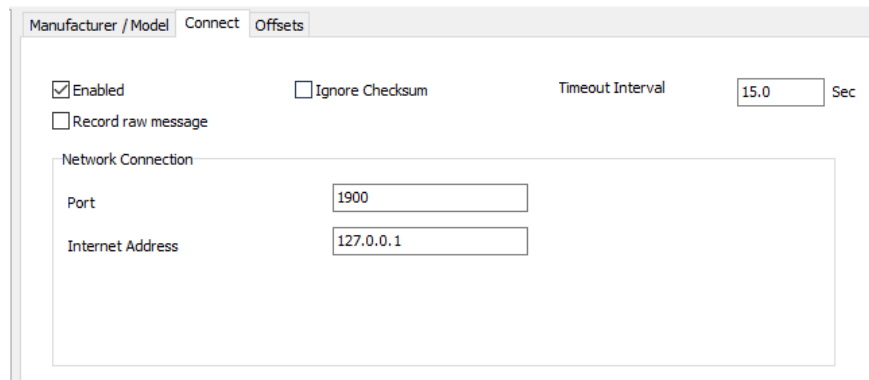 Manufacturer / Model Connect Offsets
Enabled Ignore Checksum Timeout Interval 15.0 Sec
Record raw message
Network Connection
Port 1900
Internet Address 127.0.0.1